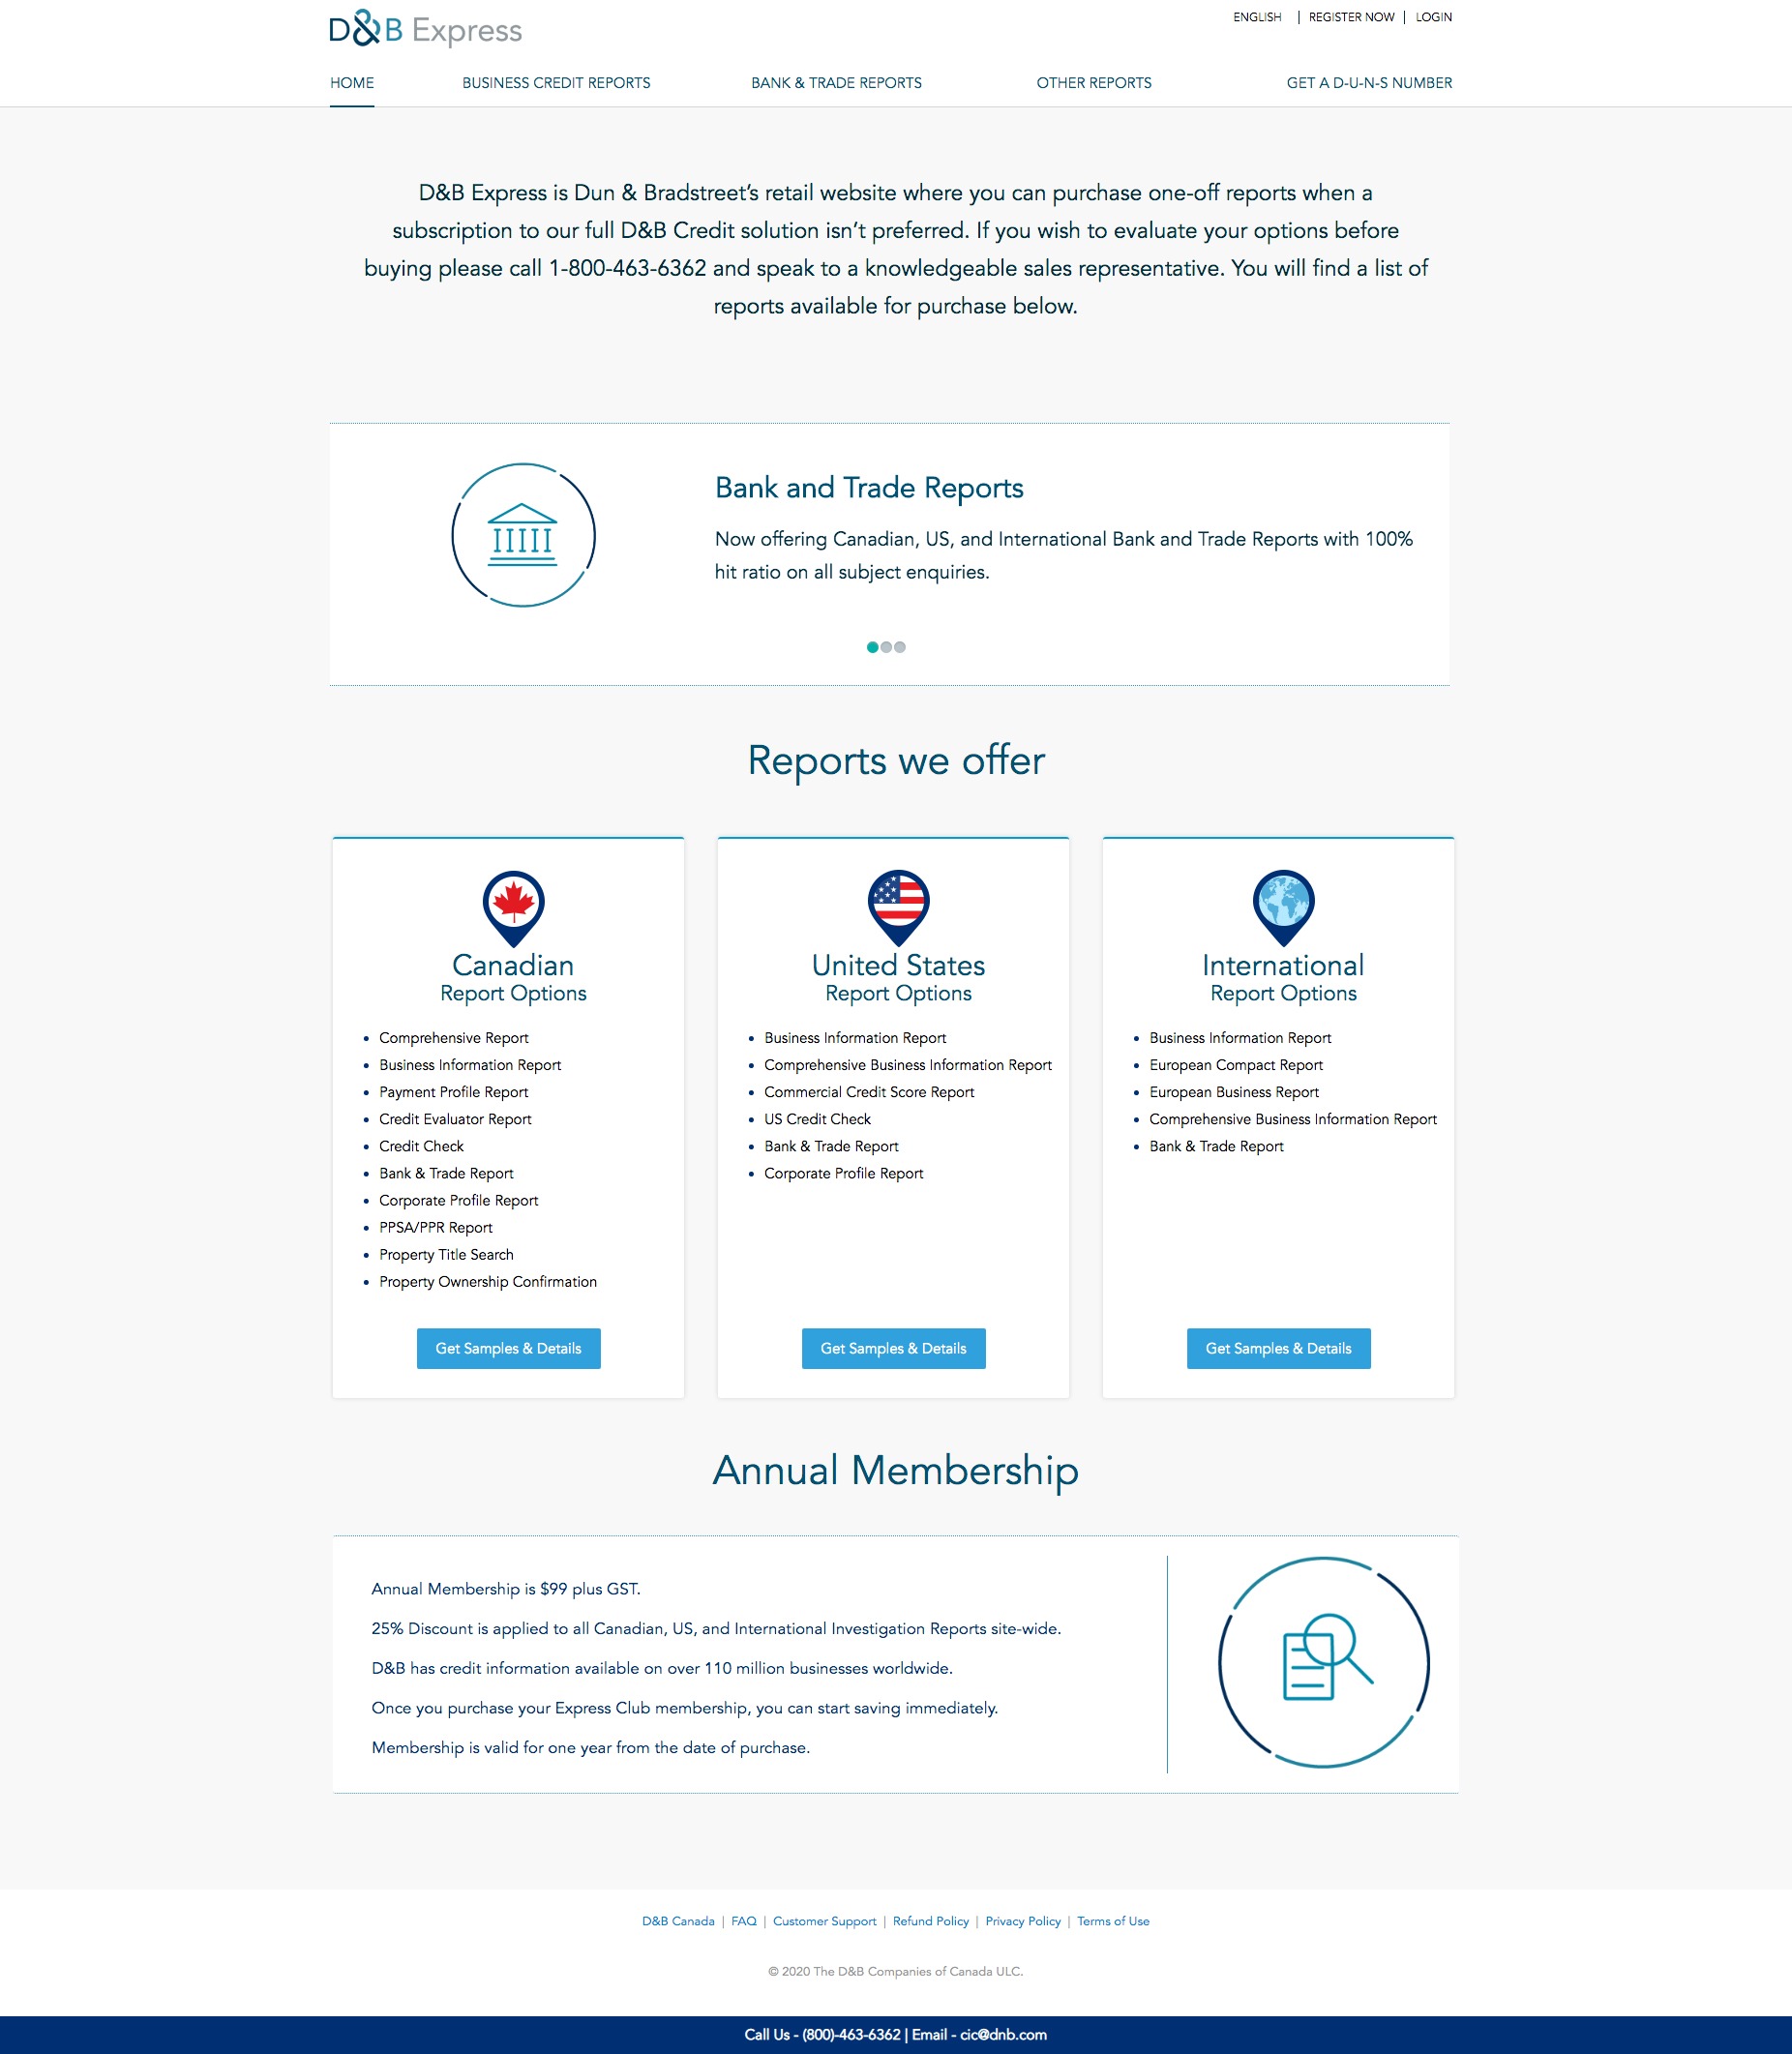 D&B Express
ENGLISH | REGISTER NOW | LOGIN
HOME BUSINESS CREDIT REPORTS BANK & TRADE REPORTS OTHER REPORTS GET A D-U-N-S NUMBER
D&B Express is Dun & Bradstreet’s retail website where you can purchase one-off reports when a
subscription to our full D&B Credit solution isn’t preferred. If you wish to evaluate your options before
buying please call 1-800-463-6362 and speak to a knowledgeable sales representative. You will find a list of
reports available for purchase below.
Bank and Trade Reports
Now offering Canadian, US, and International Bank and Trade Reports with 100%
hit ratio on all subject enquiries.
Reports we offer
Canadian
Report Options
• Comprehensive Report
• Business Information Report
• Payment Profile Report
• Credit Evaluator Report
• Credit Check
• Bank & Trade Report
• Corporate Profile Report
• PPSA/PPR Report
• Property Title Search
• Property Ownership Confirmation
Get Samples & Details
United States
Report Options
• Business Information Report
• Comprehensive Business Information Report
• Commercial Credit Score Report
• US Credit Check
• Bank & Trade Report
• Corporate Profile Report
Get Samples & Details
International
Report Options
• Business Information Report
• European Compact Report
• European Business Report
• Comprehensive Business Information Report
• Bank & Trade Report
Get Samples & Details
Annual Membership
Annual Membership is $99 plus GST.
25% Discount is applied to all Canadian, US, and International Investigation Reports site-wide.
D&B has credit information available on over 110 million businesses worldwide.
Once you purchase your Express Club membership, you can start saving immediately.
Membership is valid for one year from the date of purchase.
D&B Canada | FAQ | Customer Support | Refund Policy | Privacy Policy | Terms of Use
© 2020 The D&B Companies of Canada ULC.
Call Us - (800)-463-6362 | Email - cic@dnb.com